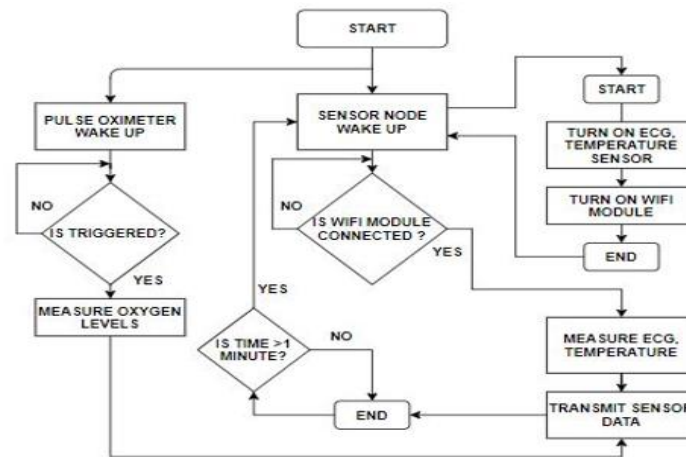 START
PULSE OXIMETER
WAKE UP
SENSOR NODE
WAKE UP
START
TURN ON ECG,
TEMPERATURE
SENSOR
TURN ON WIFI
MODULE
END
NO
IS TRIGGERED?
YES
MEASURE OXYGEN
LEVELS
NO
IS WIFI MODULE
CONNECTED ?
YES
YES
IS TIME >1
MINUTE?
NO
END
MEASURE ECG,
TEMPERATURE
TRANSMIT SENSOR
DATA